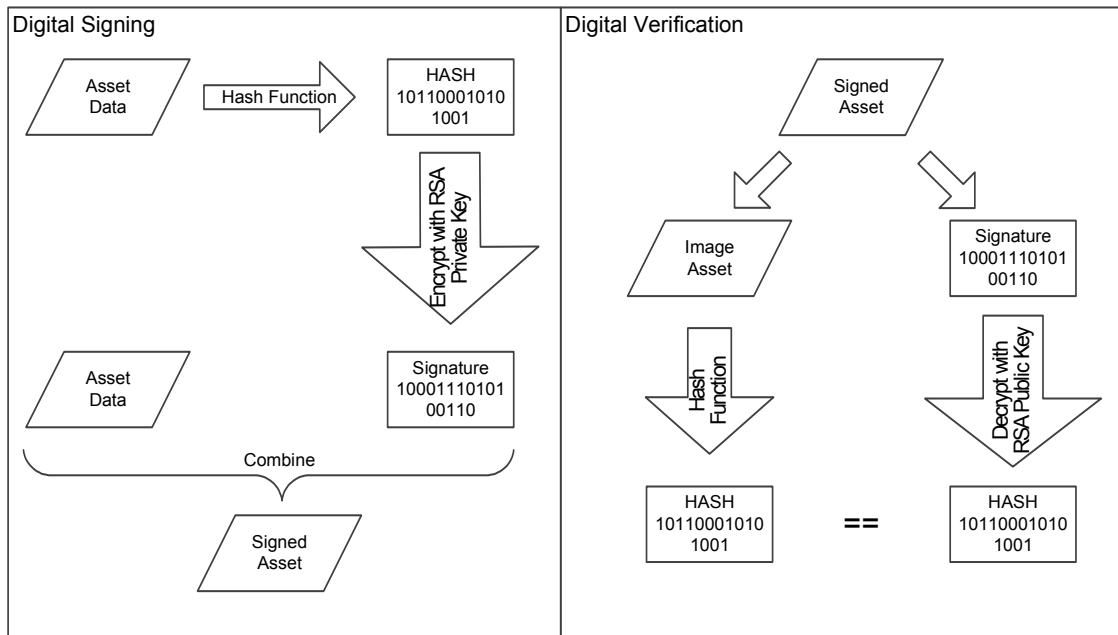 Digital Signing
Asset
Data
Hash Function
HASH
10110001010
1001
Encrypt with RSA
Private Key
Asset
Data
Signature
10001110101
00110
Combine
Signed
Asset
Digital Verification
Signed
Asset
Image
Asset
Signature
10001110101
00110
Hash
Function
Decrypt with
RSA Public Key
HASH
10110001010
1001
==
HASH
10110001010
1001